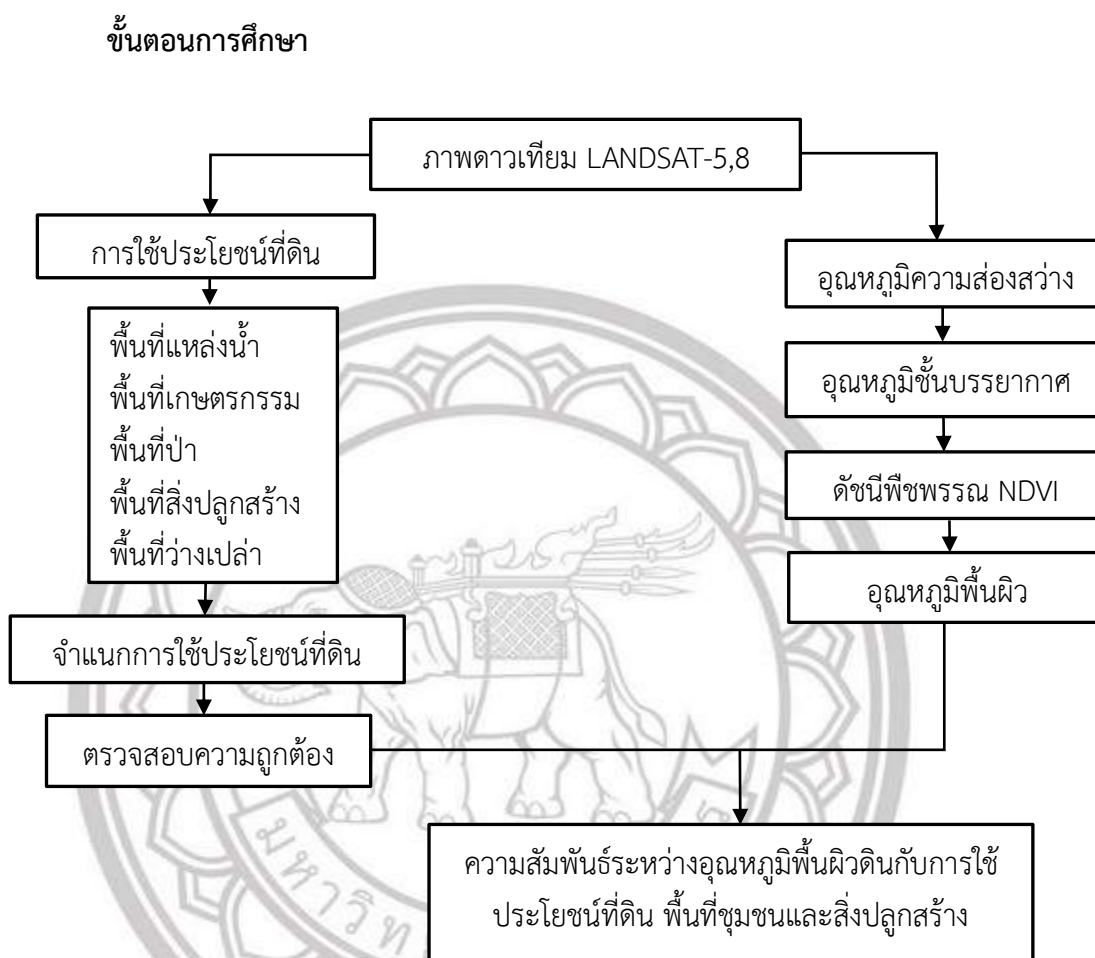 ขั้นตอนการศึกษา
ภาพดาวเทียม LANDSAT-5,8
การใช้ประโยชน์ที่ดิน
พื้นที่แหล่งน้ำ
พื้นที่เกษตรกรรม
พื้นที่ป่า
พื้นที่สิ่งปลูกสร้าง
พื้นที่ว่างเปล่า
จำแนกการใช้ประโยชน์ที่ดิน
ตรวจสอบความถูกต้อง
อุณหภูมิความส่องสว่าง
อุณหภูมิชั้นบรรยากาศ
ดัชนีพืชพรรณ NDVI
อุณหภูมิพื้นผิว
ความสัมพันธ์ระหว่างอุณหภูมิพื้นผิวดินกับการใช้
ประโยชน์ที่ดิน พื้นที่ชุมชนและสิ่งปลูกสร้าง
มหาวิท